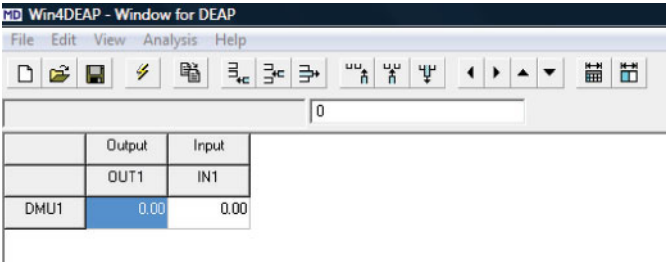 MD Win4DEAP - Window for DEAP
File Edit View Analysis Help
0
Output Input
OUT1 IN1
DMU1 0.00 0.00